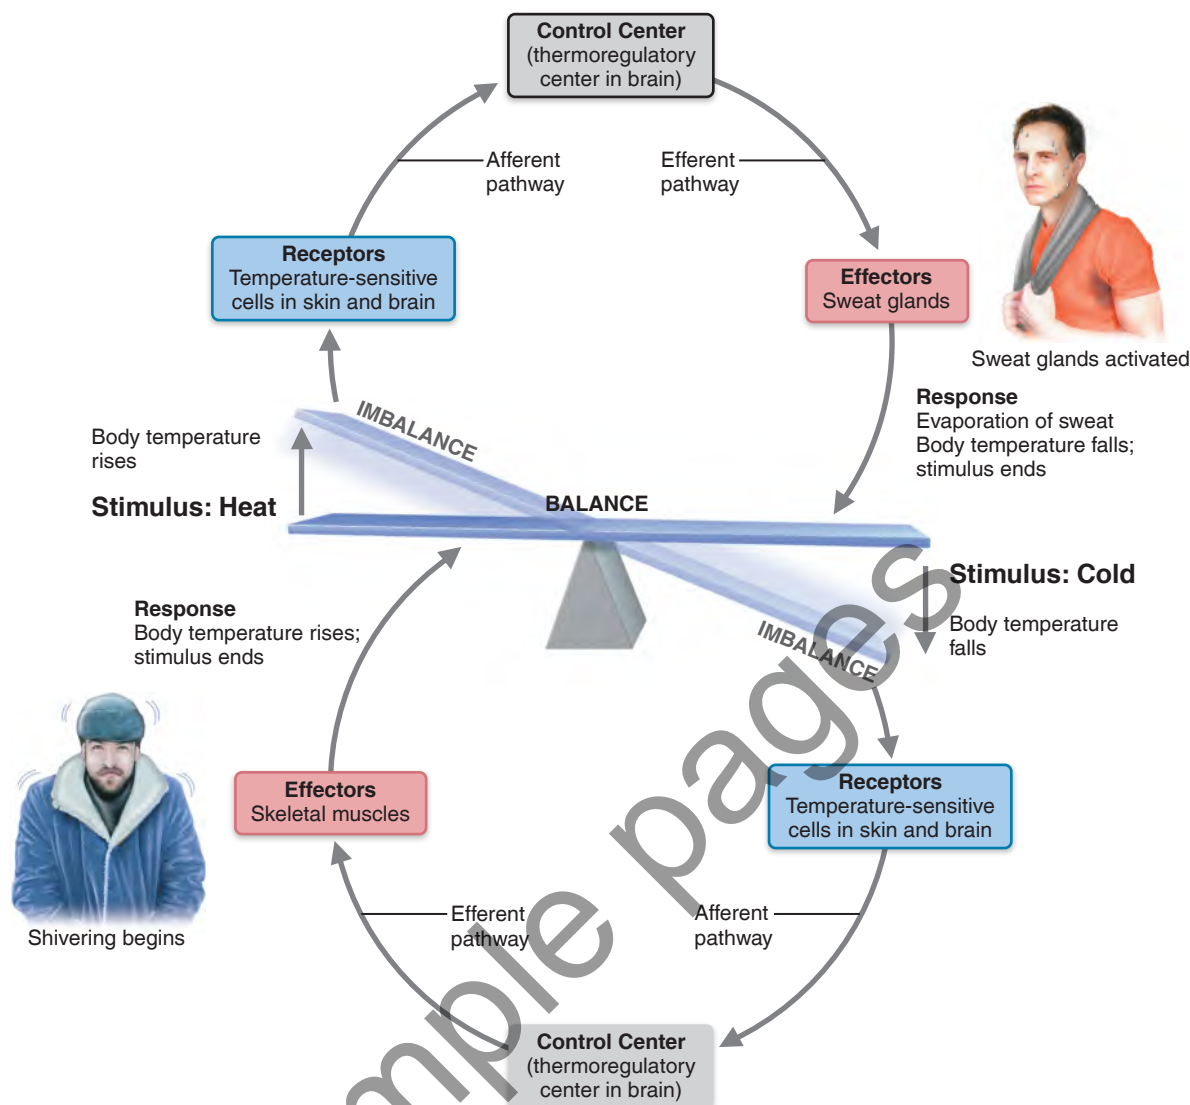 Control Center
(thermoregulatory
center in brain)
Afferent
pathway
Efferent
pathway
Receptors
Temperature-sensitive
cells in skin and brain
Effectors
Sweat glands
Sweat glands activated
Response
Evaporation of sweat
Body temperature falls;
stimulus ends
IMBALANCE
Body temperature
rises
Stimulus: Heat
BALANCE
Stimulus: Cold
Body temperature
falls
IMBALANCE
Response
Body temperature rises;
stimulus ends
Effectors
Skeletal muscles
Shivering begins
Receptors
Temperature-sensitive
cells in skin and brain
Efferent
pathway
Afferent
pathway
Control Center
(thermoregulatory
center in brain)
mple pages